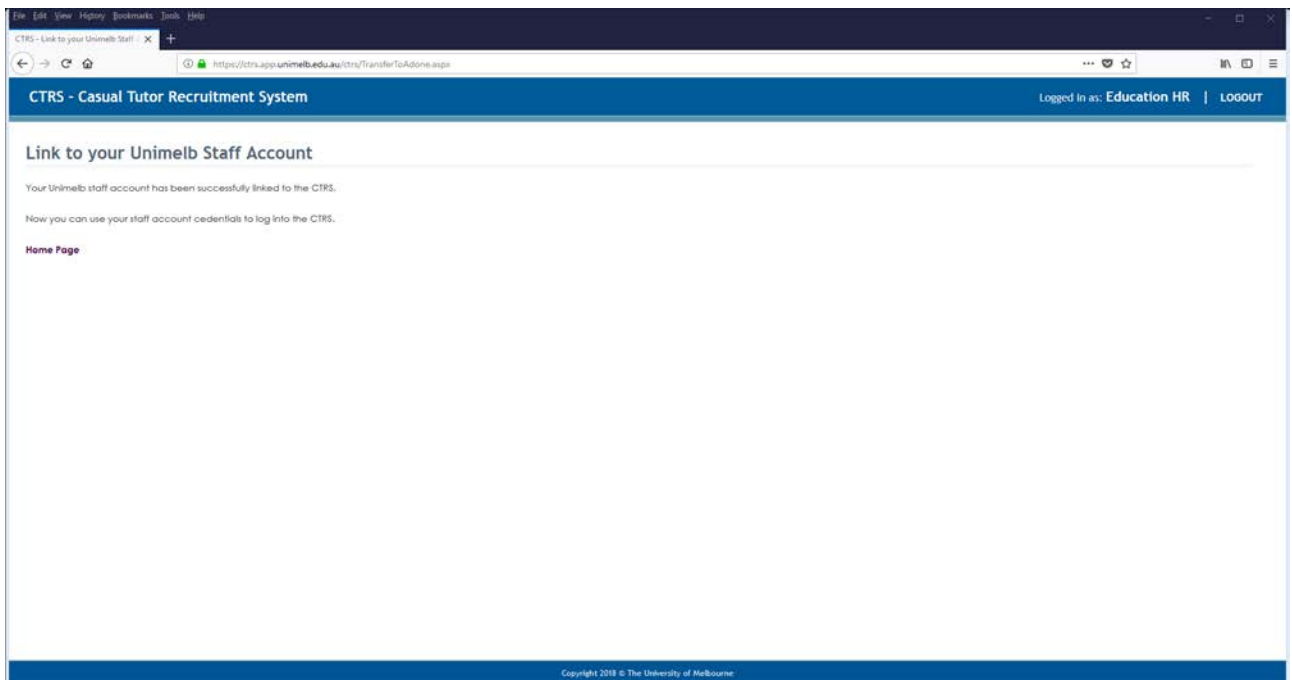 File Edit View History Bookmarks Tools Help
CTRS - Link to your Unimelb Staff
https://ctrs.app.unimelb.edu.au/ctrs/TransferToAdone.aspx
CTRS - Casual Tutor Recruitment System Logged in as: Education HR | LOGOUT
Link to your Unimelb Staff Account
Your Unimelb staff account has been successfully linked to the CTRS.
Now you can use your staff account cedentials to log into the CTRS.
Home Page
Copyright 2018 © The University of Melbourne